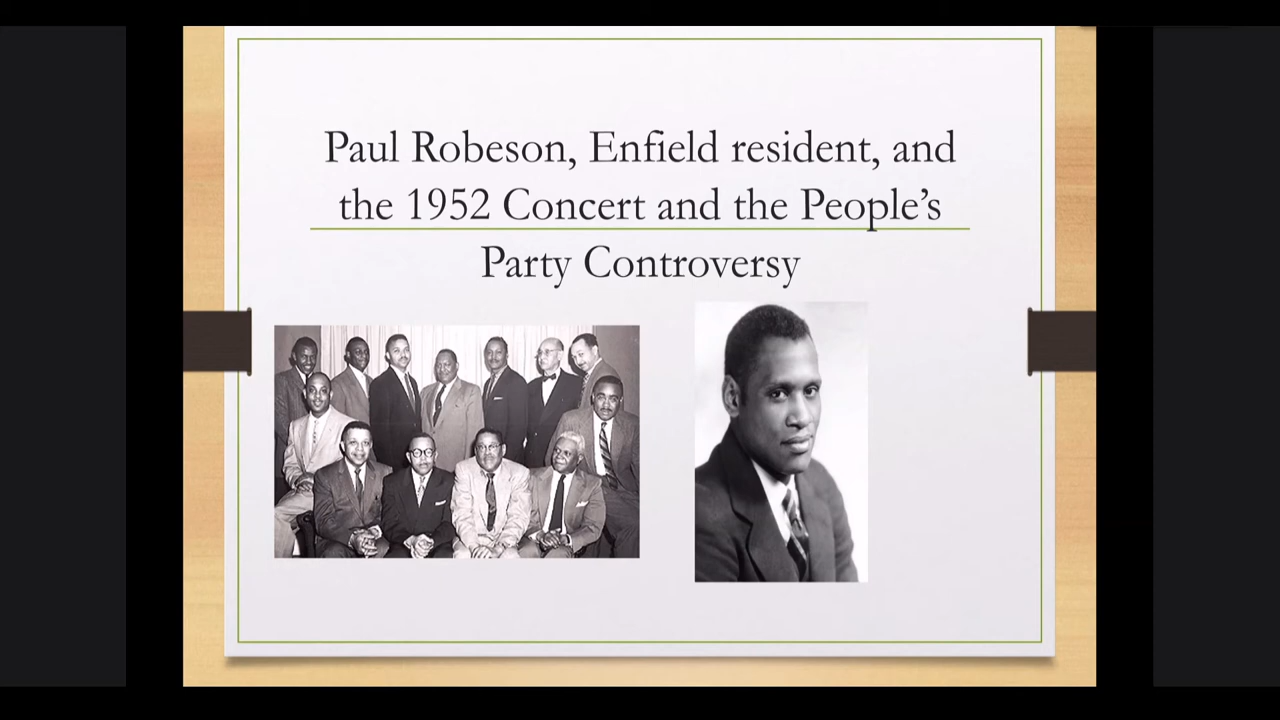 Paul Robeson, Enfield resident, and
the 1952 Concert and the People’s
Party Controversy